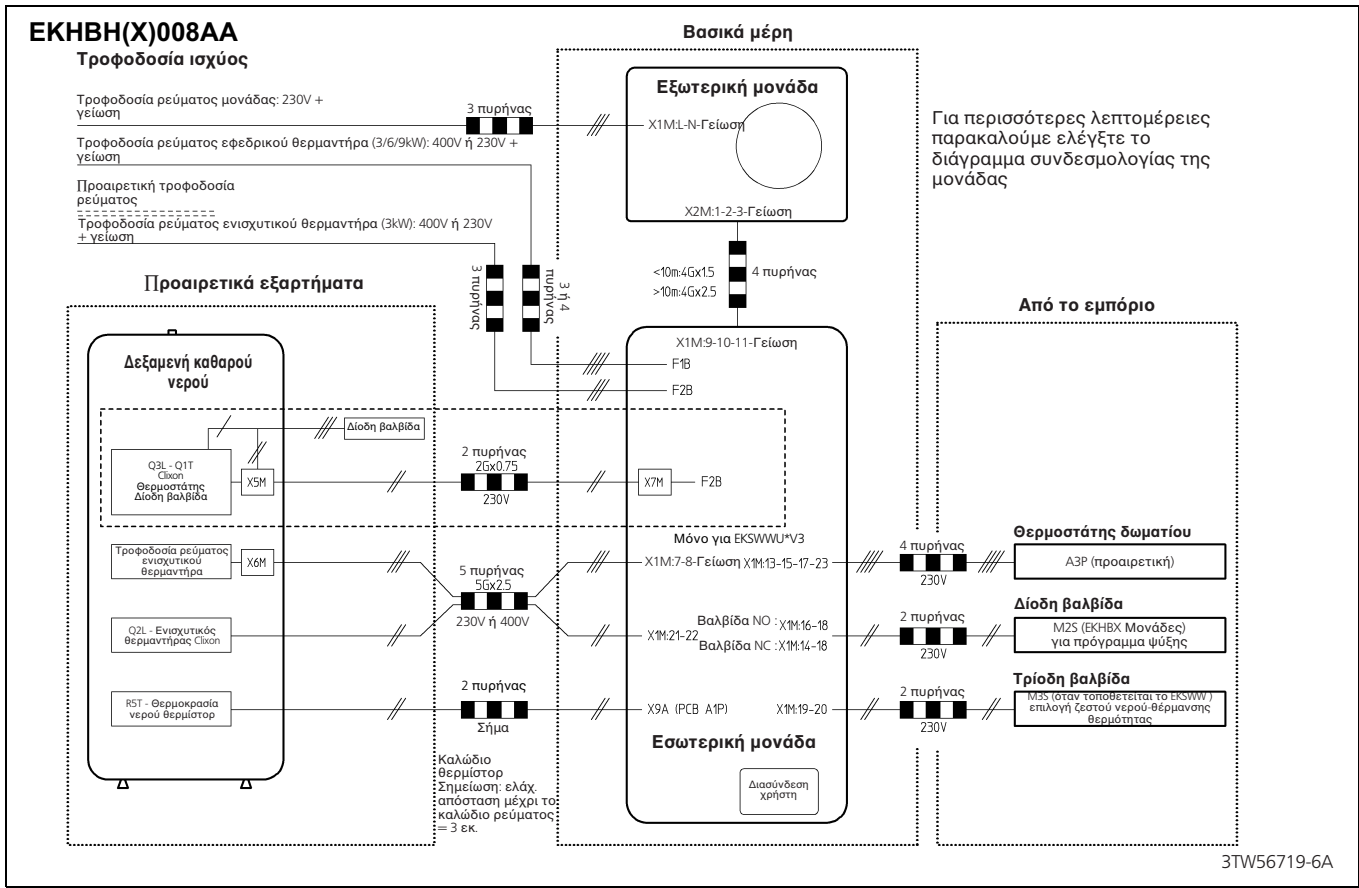 EKHBH(X)008AA
Τροφοδοσία ισχύος
Τροφοδοσία ρεύματος μονάδας: 230V +
γείωση
3 πυρήνας
Τροφοδοσία ρεύματος εφεδρικού θερμαντήρα (3/6/9kW): 400V ή 230V +
γείωση
Προαιρετική τροφοδοσία
ρεύματος
Τροφοδοσία ρεύματος ενισχυτικού θερμαντήρα (3kW): 400V ή 230V
+ γείωση
3 πυρήνας
3 ή 4
πυρήνας
Βασικά μέρη
Εξωτερική μονάδα
X1M:L-N-Γείωση
X2M:1-2-3-Γείωση
<10m:4Gx1.5
>10m:4Gx2.5
4 πυρήνας
Για περισσότερες λεπτομέρειες
παρακαλούμε ελέγξτε το
διάγραμμα συνδεσμολογίας της
μονάδας
Προαιρετικά εξαρτήματα
Δεξαμενή καθαρού
νερού
Δίοδη βαλβίδα
Q3L - Q1T
Clixon
Θερμοστάτης
Δίοδη βαλβίδα
X5M
2 πυρήνας
2Gx0.75
230V
Τροφοδοσία ρεύματος
ενισχυτικού
θερμαντήρα
X6M
5 πυρήνας
5Gx2.5
230V ή 400V
Q2L - Ενισχυτικός
θερμαντήρας Clixon
R5T - Θερμοκρασία
νερού θερμίστορ
2 πυρήνας
Σήμα
Καλώδιο
θερμίστορ
Σημείωση: ελάχ.
απόσταση μέχρι το
καλώδιο ρεύματος
= 3 εκ.
X1M:9-10-11-Γείωση
F1B
F2B
X7M
F2B
Μόνο για EKSWWU*V3
X1M:7-8-Γείωση X1M:13-15-17-23
Βαλβίδα NO : X1M:16-18
X1M:21-22
Βαλβίδα NC :X1M:14-18
X9A (PCB A1P)
X1M:19-20
Εσωτερική μονάδα
Διασύνδεση
χρήστη
Από το εμπόριο
4 πυρήνας
230V
Θερμοστάτης δωματίου
A3P (προαιρετική)
2 πυρήνας
230V
Δίοδη βαλβίδα
M2S (EKHBX Μονάδες)
για πρόγραμμα ψύξης
2 πυρήνας
230V
Τρίοδη βαλβίδα
M3S (όταν τοποθετείται το EKSWW )
επιλογή ζεστού νερού-θέρμανσης
θερμότητας
3TW56719-6A